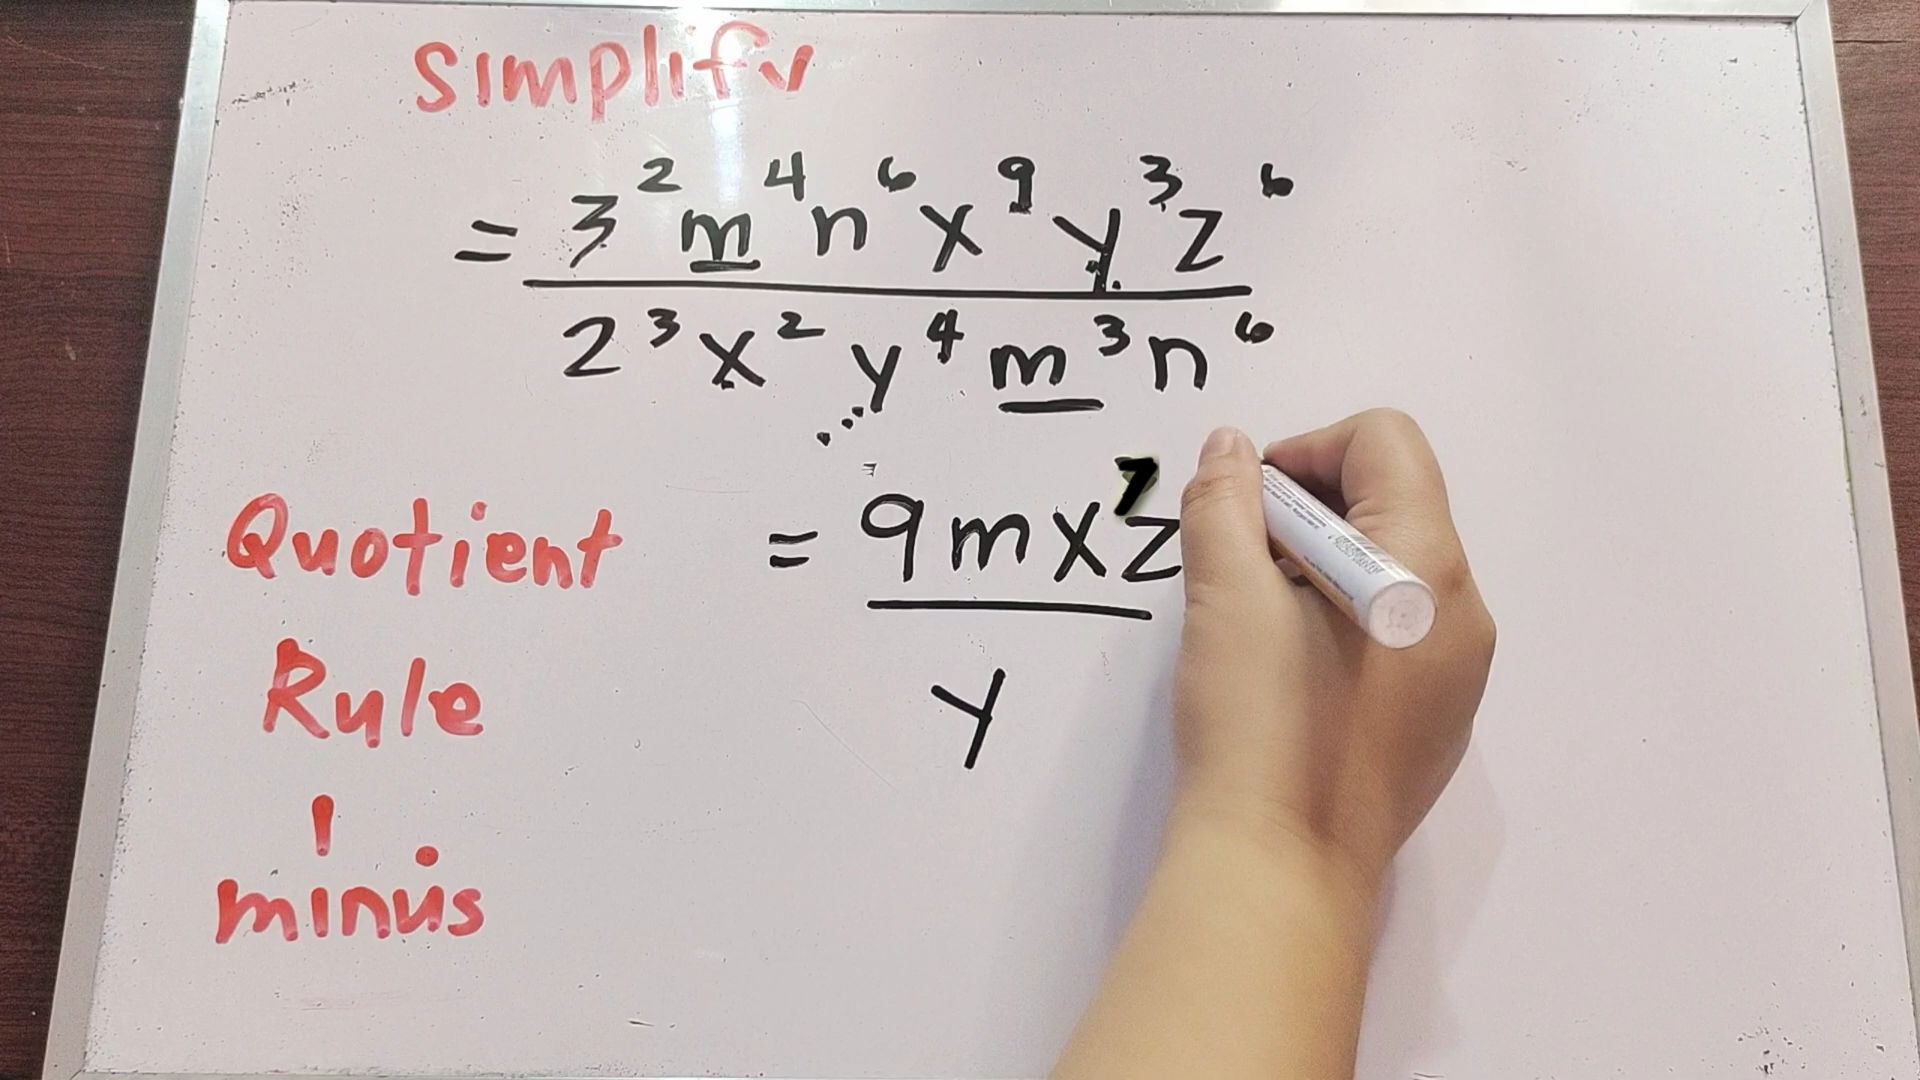 Simplify
= 3²m⁴n⁶x⁹y³z⁶
2³x²y⁴m³n⁶
Quotient
Rule
minus
= 9mx⁷z
y